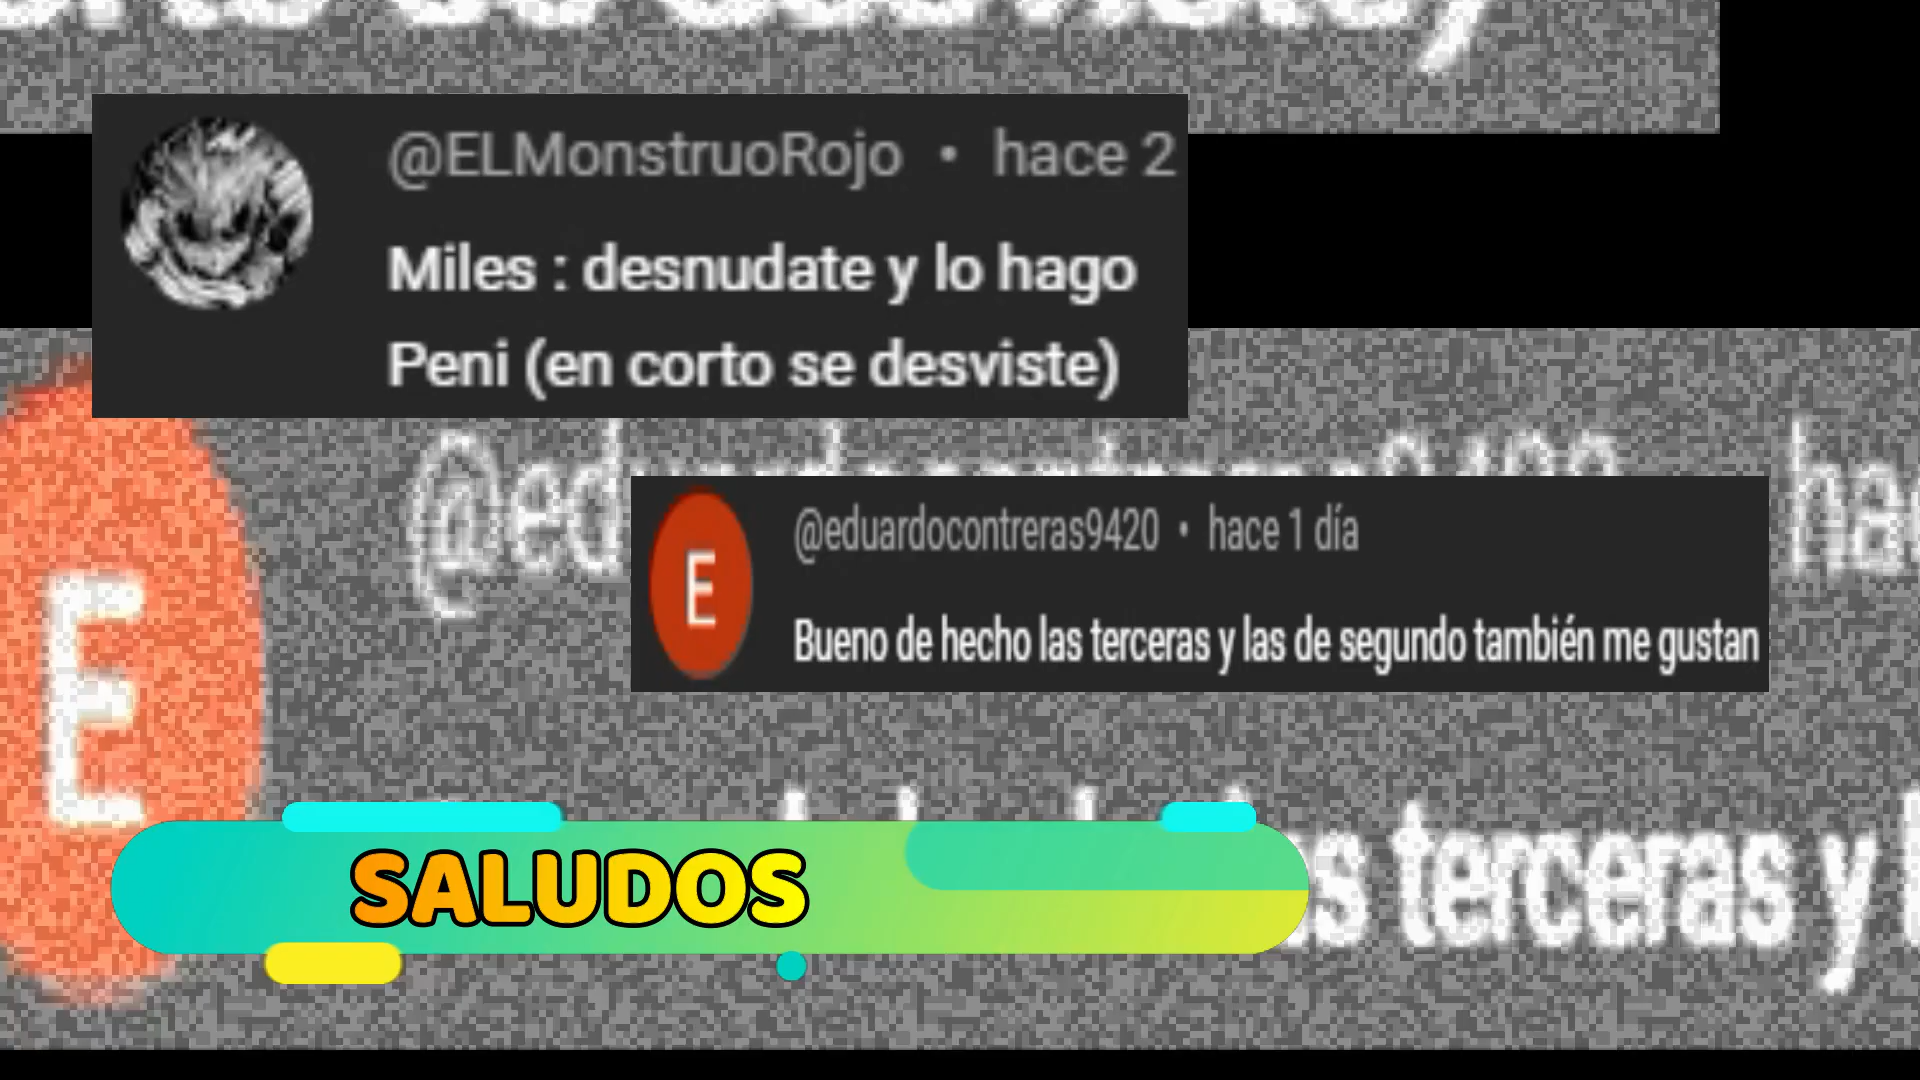 @ELMonstruoRojo • hace 2
Miles : desnudate y lo hago
Peni (en corto se desviste)
@eduardocontreras9420 • hace 1 día
E
Bueno de hecho las terceras y las de segundo también me gustan
E
terceras y
SALUDOS